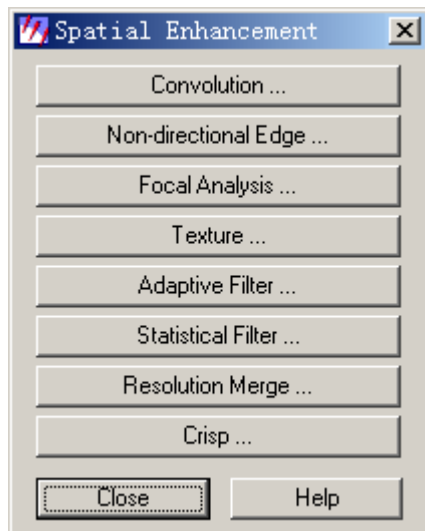 Spatial Enhancement
Convolution ...
Non-directional Edge ...
Focal Analysis ...
Texture ...
Adaptive Filter ...
Statistical Filter ...
Resolution Merge ...
Crisp ...
Close Help